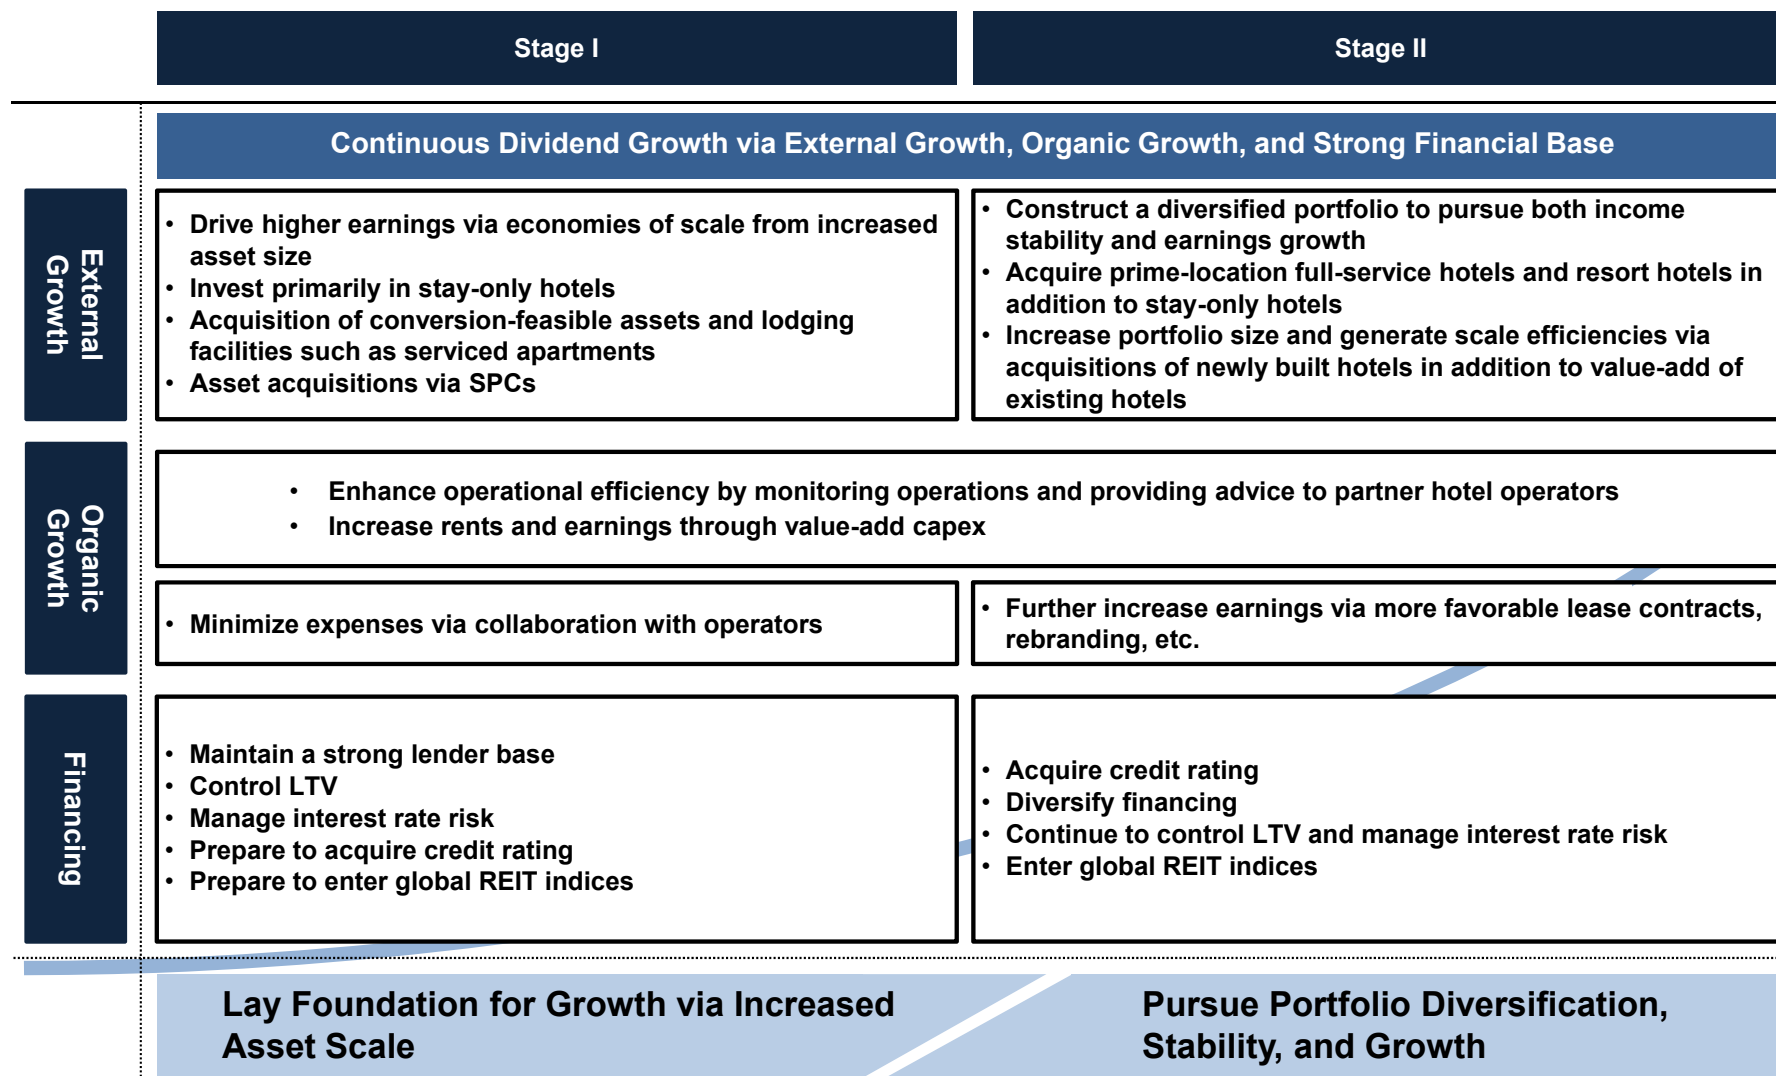 Stage I
Stage II
Continuous Dividend Growth via External Growth, Organic Growth, and Strong Financial Base
External
Growth
• Drive higher earnings via economies of scale from increased
asset size
• Invest primarily in stay-only hotels
• Acquisition of conversion-feasible assets and lodging
facilities such as serviced apartments
• Asset acquisitions via SPCs
• Construct a diversified portfolio to pursue both income
stability and earnings growth
• Acquire prime-location full-service hotels and resort hotels in
addition to stay-only hotels
• Increase portfolio size and generate scale efficiencies via
acquisitions of newly built hotels in addition to value-add of
existing hotels
Organic
Growth
• Enhance operational efficiency by monitoring operations and providing advice to partner hotel operators
• Increase rents and earnings through value-add capex
• Minimize expenses via collaboration with operators
• Further increase earnings via more favorable lease contracts,
rebranding, etc.
Financing
• Maintain a strong lender base
• Control LTV
• Manage interest rate risk
• Prepare to acquire credit rating
• Prepare to enter global REIT indices
• Acquire credit rating
• Diversify financing
• Continue to control LTV and manage interest rate risk
• Enter global REIT indices
Lay Foundation for Growth via Increased
Asset Scale
Pursue Portfolio Diversification,
Stability, and Growth